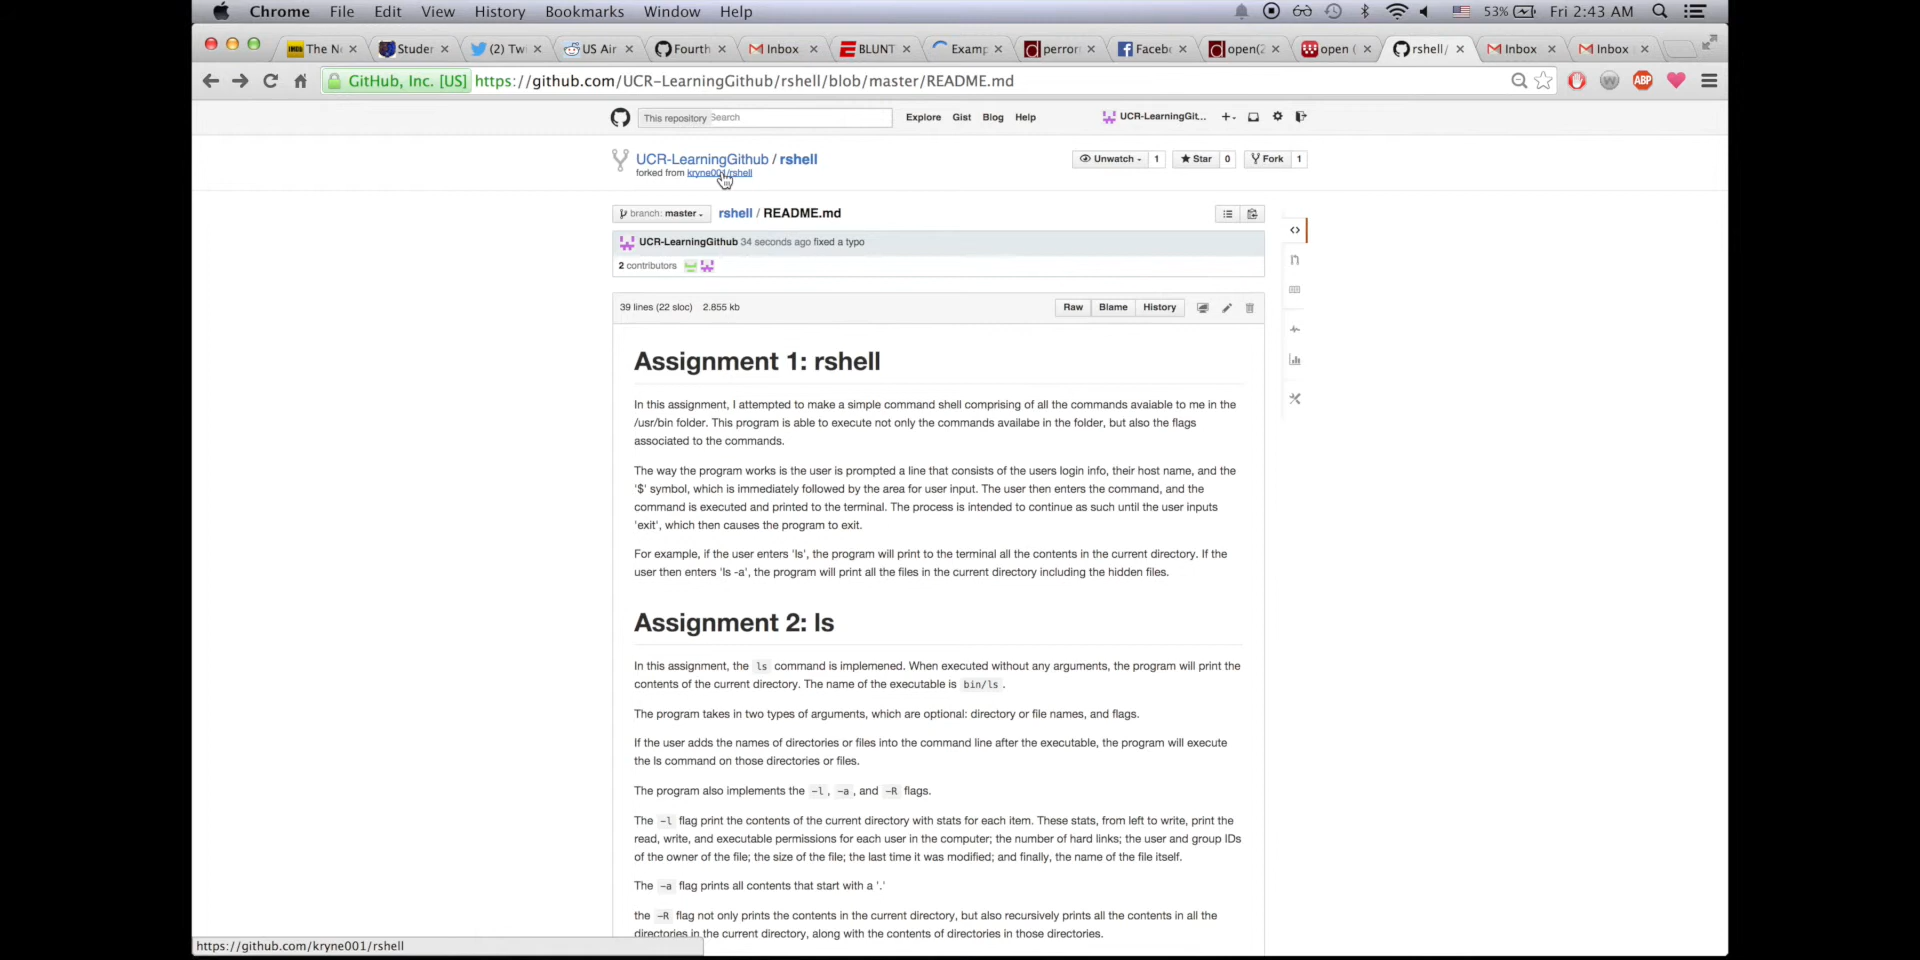 Chrome File Edit View History Bookmarks Window Help 53% Fri 2:43 AM
The N Studer (2) Tw US Air Fourth Inbox BLUNT Examp perror Faceb open(2 open ( rshell/ Inbox Inbox
GitHub, Inc. [US] https://github.com/UCR-LearningGithub/rshell/blob/master/README.md
This repository Search Explore Gist Blog Help UCR-LearningGit...
UCR-LearningGithub / rshell Unwatch 1 Star 0 Fork 1
forked from kryne001/rshell
branch: master rshell / README.md
UCR-LearningGithub 34 seconds ago fixed a typo
2 contributors
39 lines (22 sloc) 2.855 kb Raw Blame History
Assignment 1: rshell
In this assignment, I attempted to make a simple command shell comprising of all the commands avaiable to me in the
/usr/bin folder. This program is able to execute not only the commands availabe in the folder, but also the flags
associated to the commands.
The way the program works is the user is prompted a line that consists of the users login info, their host name, and the
'$' symbol, which is immediately followed by the area for user input. The user then enters the command, and the
command is executed and printed to the terminal. The process is intended to continue as such until the user inputs
'exit', which then causes the program to exit.
For example, if the user enters 'ls', the program will print to the terminal all the contents in the current directory. If the
user then enters 'ls -a', the program will print all the files in the current directory including the hidden files.
Assignment 2: ls
In this assignment, the ls command is implemened. When executed without any arguments, the program will print the
contents of the current directory. The name of the executable is bin/ls.
The program takes in two types of arguments, which are optional: directory or file names, and flags.
If the user adds the names of directories or files into the command line after the executable, the program will execute
the ls command on those directories or files.
The program also implements the -l, -a, and -R flags.
The -l flag print the contents of the current directory with stats for each item. These stats, from left to write, print the
read, write, and executable permissions for each user in the computer; the number of hard links; the user and group IDs
of the owner of the file; the size of the file; the last time it was modified; and finally, the name of the file itself.
The -a flag prints all contents that start with a '.'
the -R flag not only prints the contents in the current directory, but also recursively prints all the contents in all the
directories in the current directory, along with the contents of directories in those directories.
https://github.com/kryne001/rshell